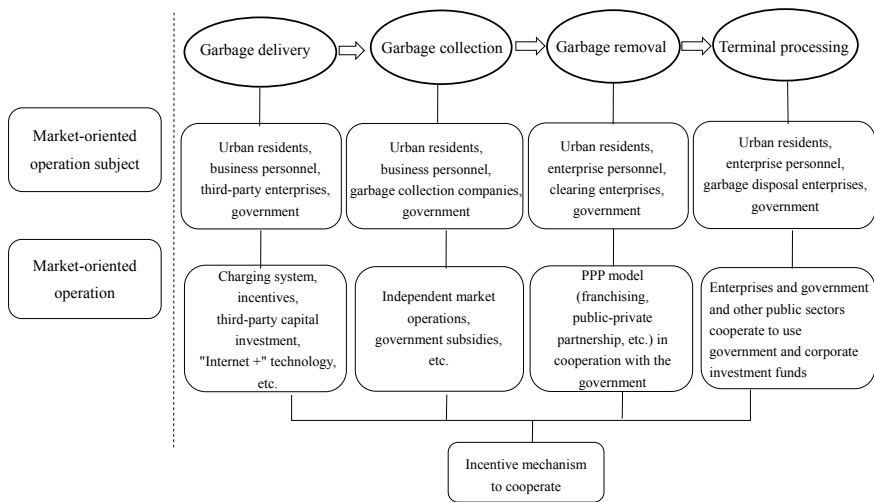 Garbage delivery
Garbage collection
Garbage removal
Terminal processing
Market-oriented
operation subject
Urban residents,
business personnel,
third-party enterprises,
government
Urban residents,
business personnel,
garbage collection companies,
government
Urban residents,
enterprise personnel,
clearing enterprises,
government
Urban residents,
enterprise personnel,
garbage disposal enterprises,
government
Market-oriented
operation
Charging system,
incentives,
third-party capital
investment,
"Internet +" technology,
etc.
Independent market
operations,
government subsidies,
etc.
PPP model
(franchising,
public-private
partnership, etc.) in
cooperation with the
government
Enterprises and government
and other public sectors
cooperate to use
government and corporate
investment funds
Incentive mechanism
to cooperate